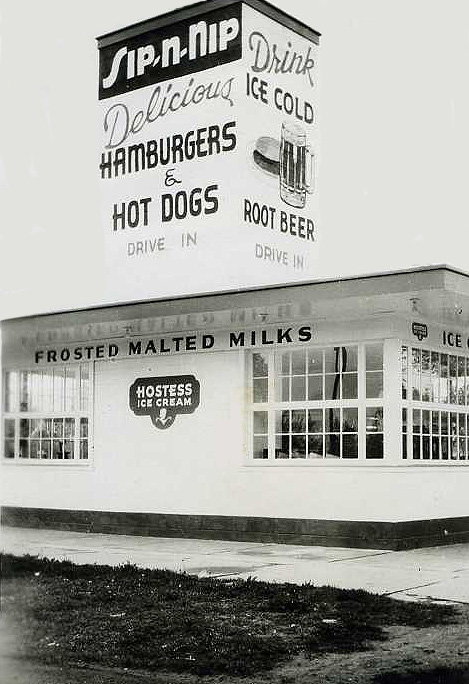 SIP-N-NIP
Delicious
HAMBURGERS
&
HOT DOGS
DRIVE IN
Drink
ICE COLD
ROOT BEER
DRIVE IN
FROSTED MALTED MILKS
HOSTESS
ICE CREAM
ICE